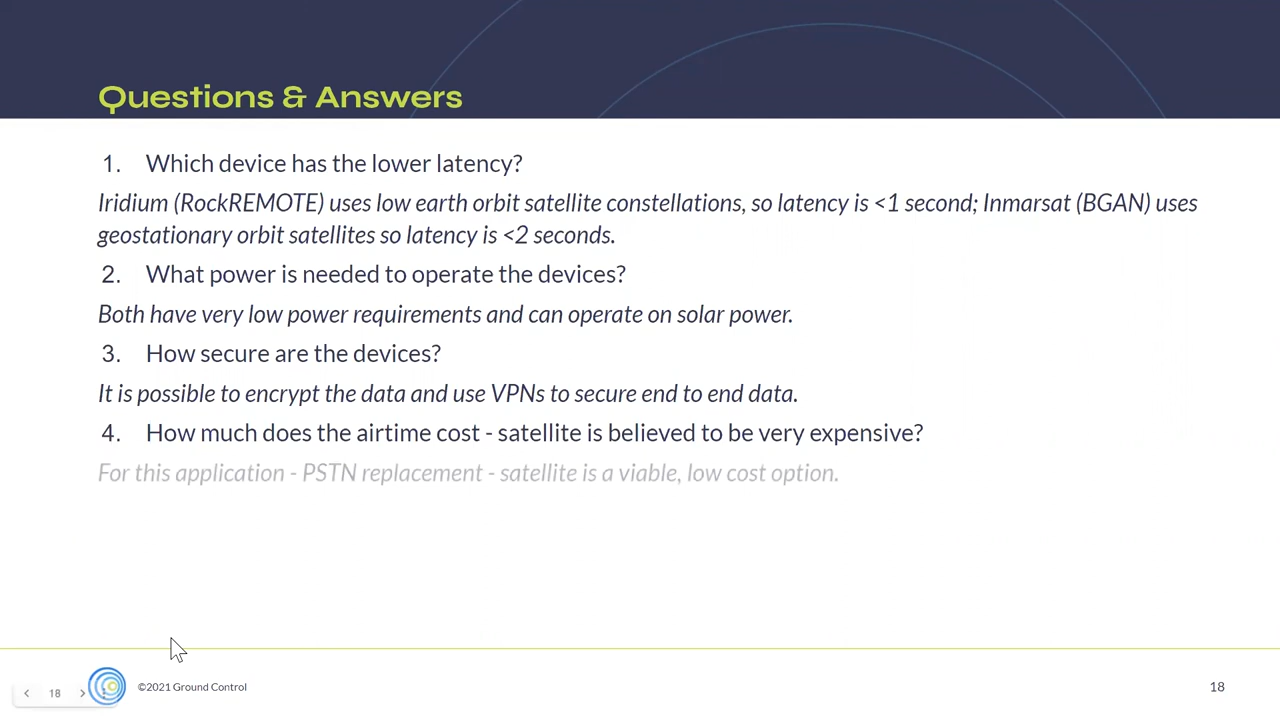 Questions & Answers
1. Which device has the lower latency?
Iridium (RockREMOTE) uses low earth orbit satellite constellations, so latency is <1 second; Inmarsat (BGAN) uses
geostationary orbit satellites so latency is <2 seconds.
2. What power is needed to operate the devices?
Both have very low power requirements and can operate on solar power.
3. How secure are the devices?
It is possible to encrypt the data and use VPNs to secure end to end data.
4. How much does the airtime cost - satellite is believed to be very expensive?
For this application - PSTN replacement - satellite is a viable, low cost option.
18
©2021 Ground Control
18